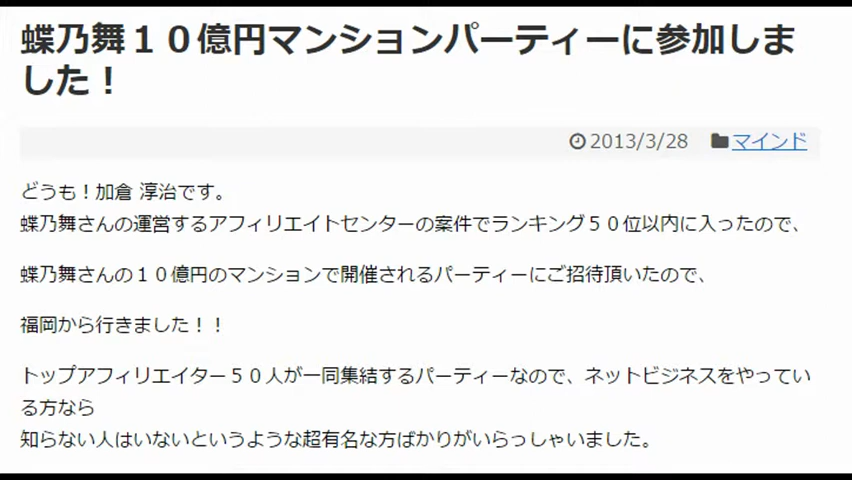 蝶乃舞１０億円マンションパーティーに参加しま
した！
2013/3/28 マインド
どうも！加倉 淳治です。
蝶乃舞さんの運営するアフィリエイトセンターの案件でランキング５０位以内に入ったので、
蝶乃舞さんの１０億円のマンションで開催されるパーティーにご招待頂いたので、
福岡から行きました！！
トップアフィリエイター５０人が一同集結するパーティーなので、ネットビジネスをやってい
る方なら
知らない人はいないというような超有名な方ばかりがいらっしゃいました。